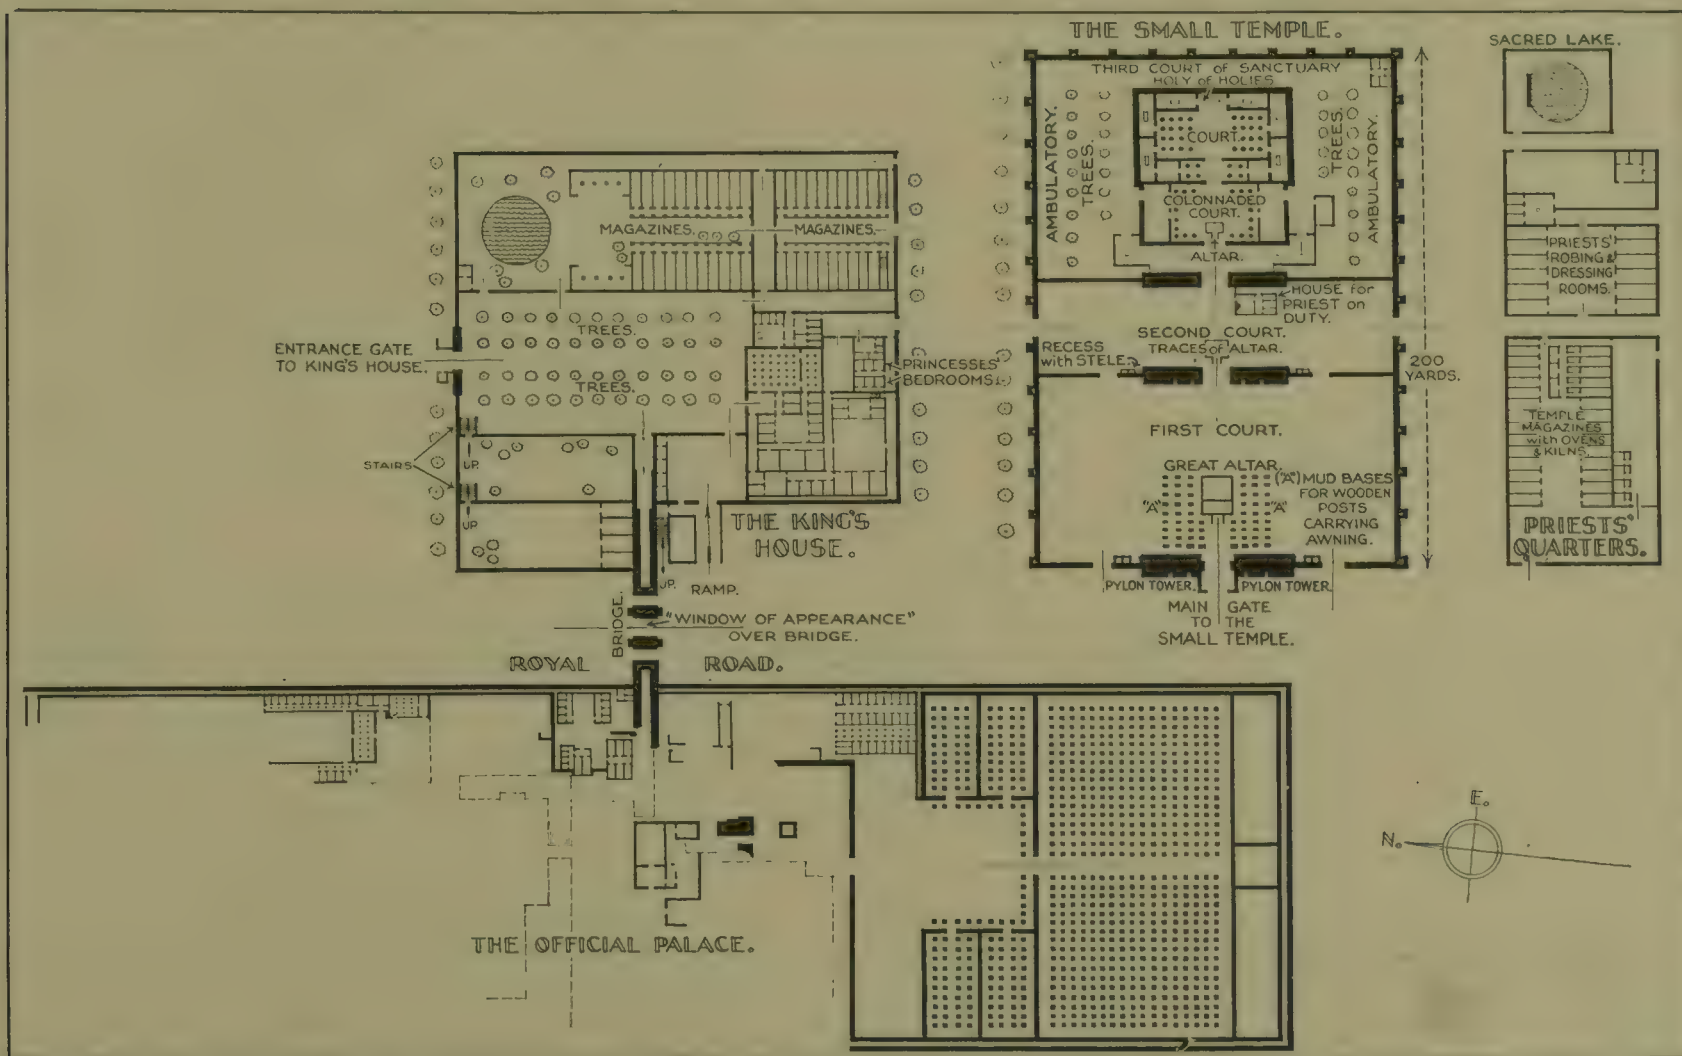 THE SMALL TEMPLE.
THIRD COURT of SANCTUARY
HOLY of HOLIES
COURT.
AMBULATORY.
TREES.
TREES.
AMBULATORY.
COLONNADED
COURT.
ALTAR.
HOUSE for
PRIEST on
DUTY.
SECOND COURT.
TRACES of ALTAR.
RECESS
with STELE.
200
YARDS.
FIRST COURT.
GREAT ALTAR.
("A") MUD BASES
FOR WOODEN
POSTS
CARRYING
AWNING.
"A"
"A"
PYLON TOWER.
PYLON TOWER.
MAIN GATE
TO THE
SMALL TEMPLE.
SACRED LAKE.
PRIESTS'
ROBING &
DRESSING
ROOMS.
TEMPLE
MAGAZINES
with OVENS
& KILNS.
PRIESTS'
QUARTERS.
MAGAZINES.
MAGAZINES.
TREES.
TREES.
ENTRANCE GATE
TO KING'S HOUSE.
PRINCESSES'
BEDROOMS.
STAIRS
UP.
UP
THE KING'S
HOUSE.
UP.
RAMP.
BRIDGE.
"WINDOW OF APPEARANCE"
OVER BRIDGE.
ROYAL ROAD.
THE OFFICIAL PALACE.
E.
N.